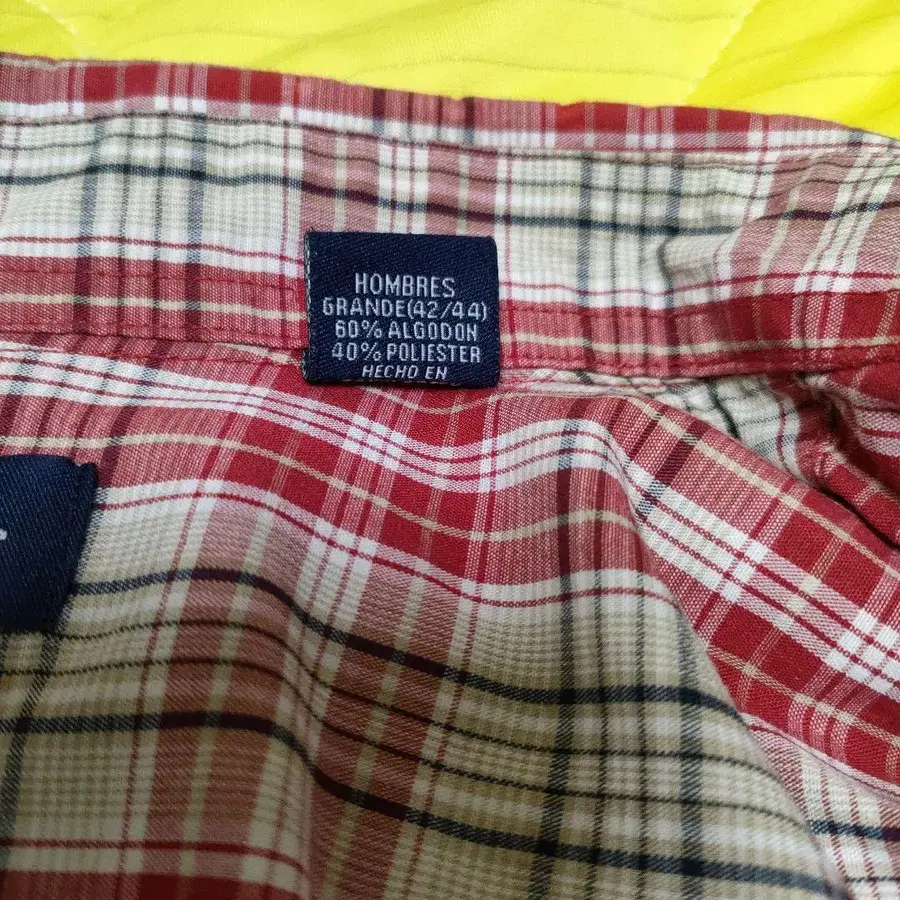 HOMBRES
GRANDE(42/44)
60% ALGODON
40% POLIESTER
HECHO EN